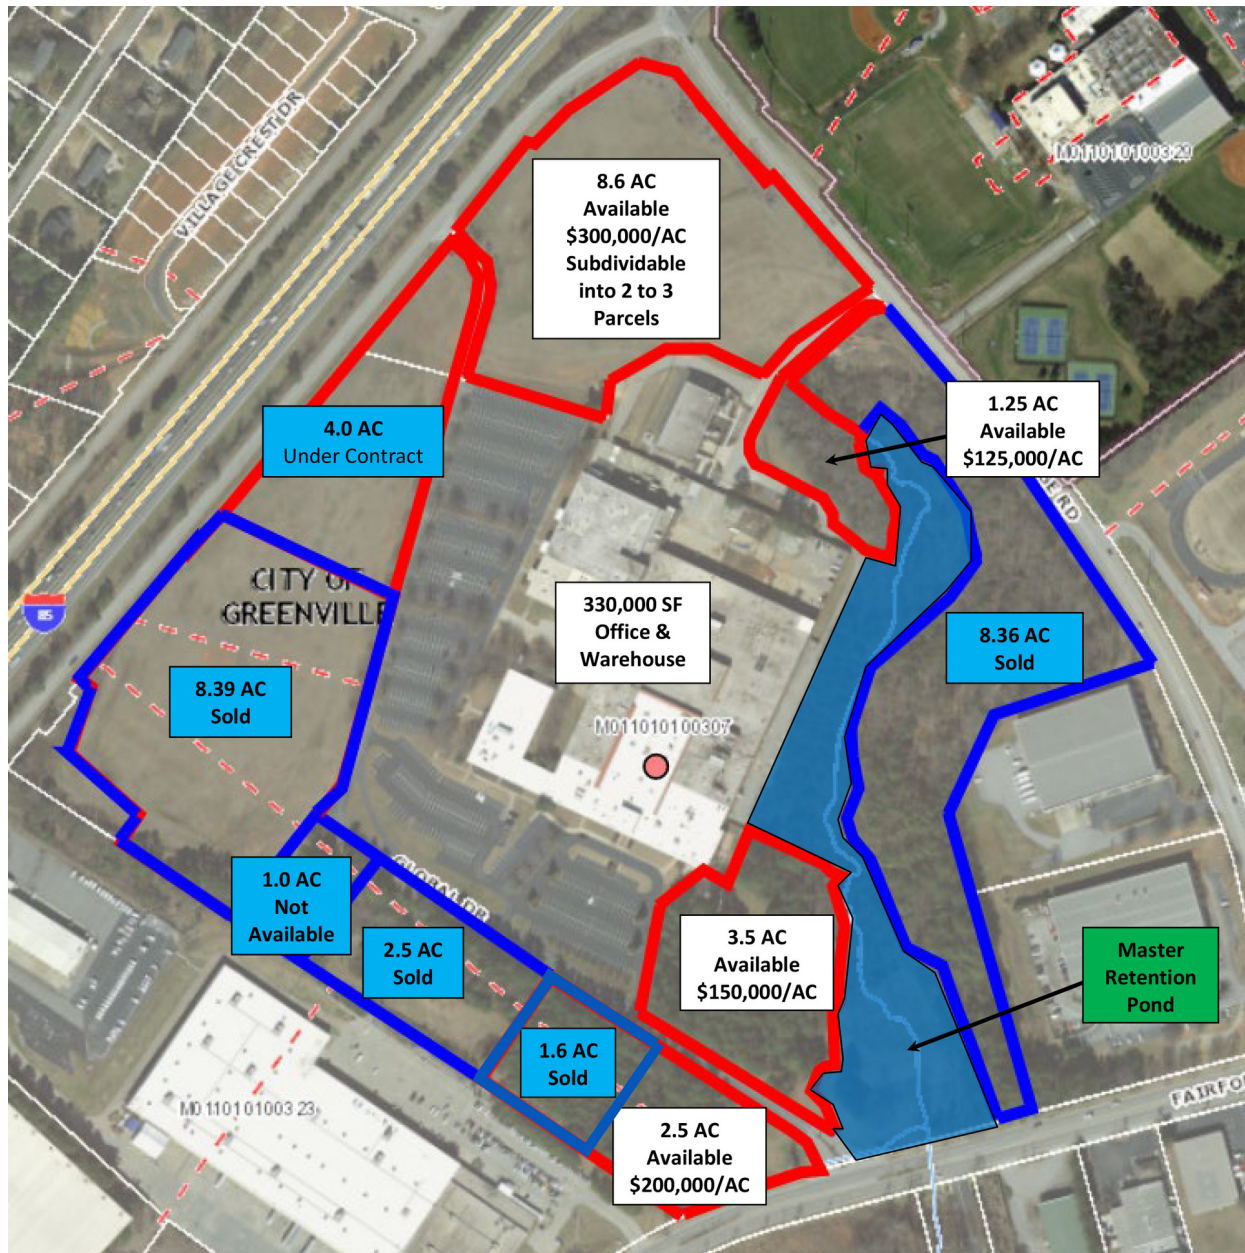 VILLAGE CREST DR
M011010100329
8.6 AC
Available
$300,000/AC
Subdividable
into 2 to 3
Parcels
1.25 AC
Available
$125,000/AC
4.0 AC
Under Contract
RD
CITY OF
GREENVILLE
85
330,000 SF
Office &
Warehouse
8.36 AC
Sold
8.39 AC
Sold
M011010100307
GLOBAL DR
1.0 AC
Not
Available
2.5 AC
Sold
3.5 AC
Available
$150,000/AC
Master
Retention
Pond
1.6 AC
Sold
M011010100323
FAIRFO
2.5 AC
Available
$200,000/AC